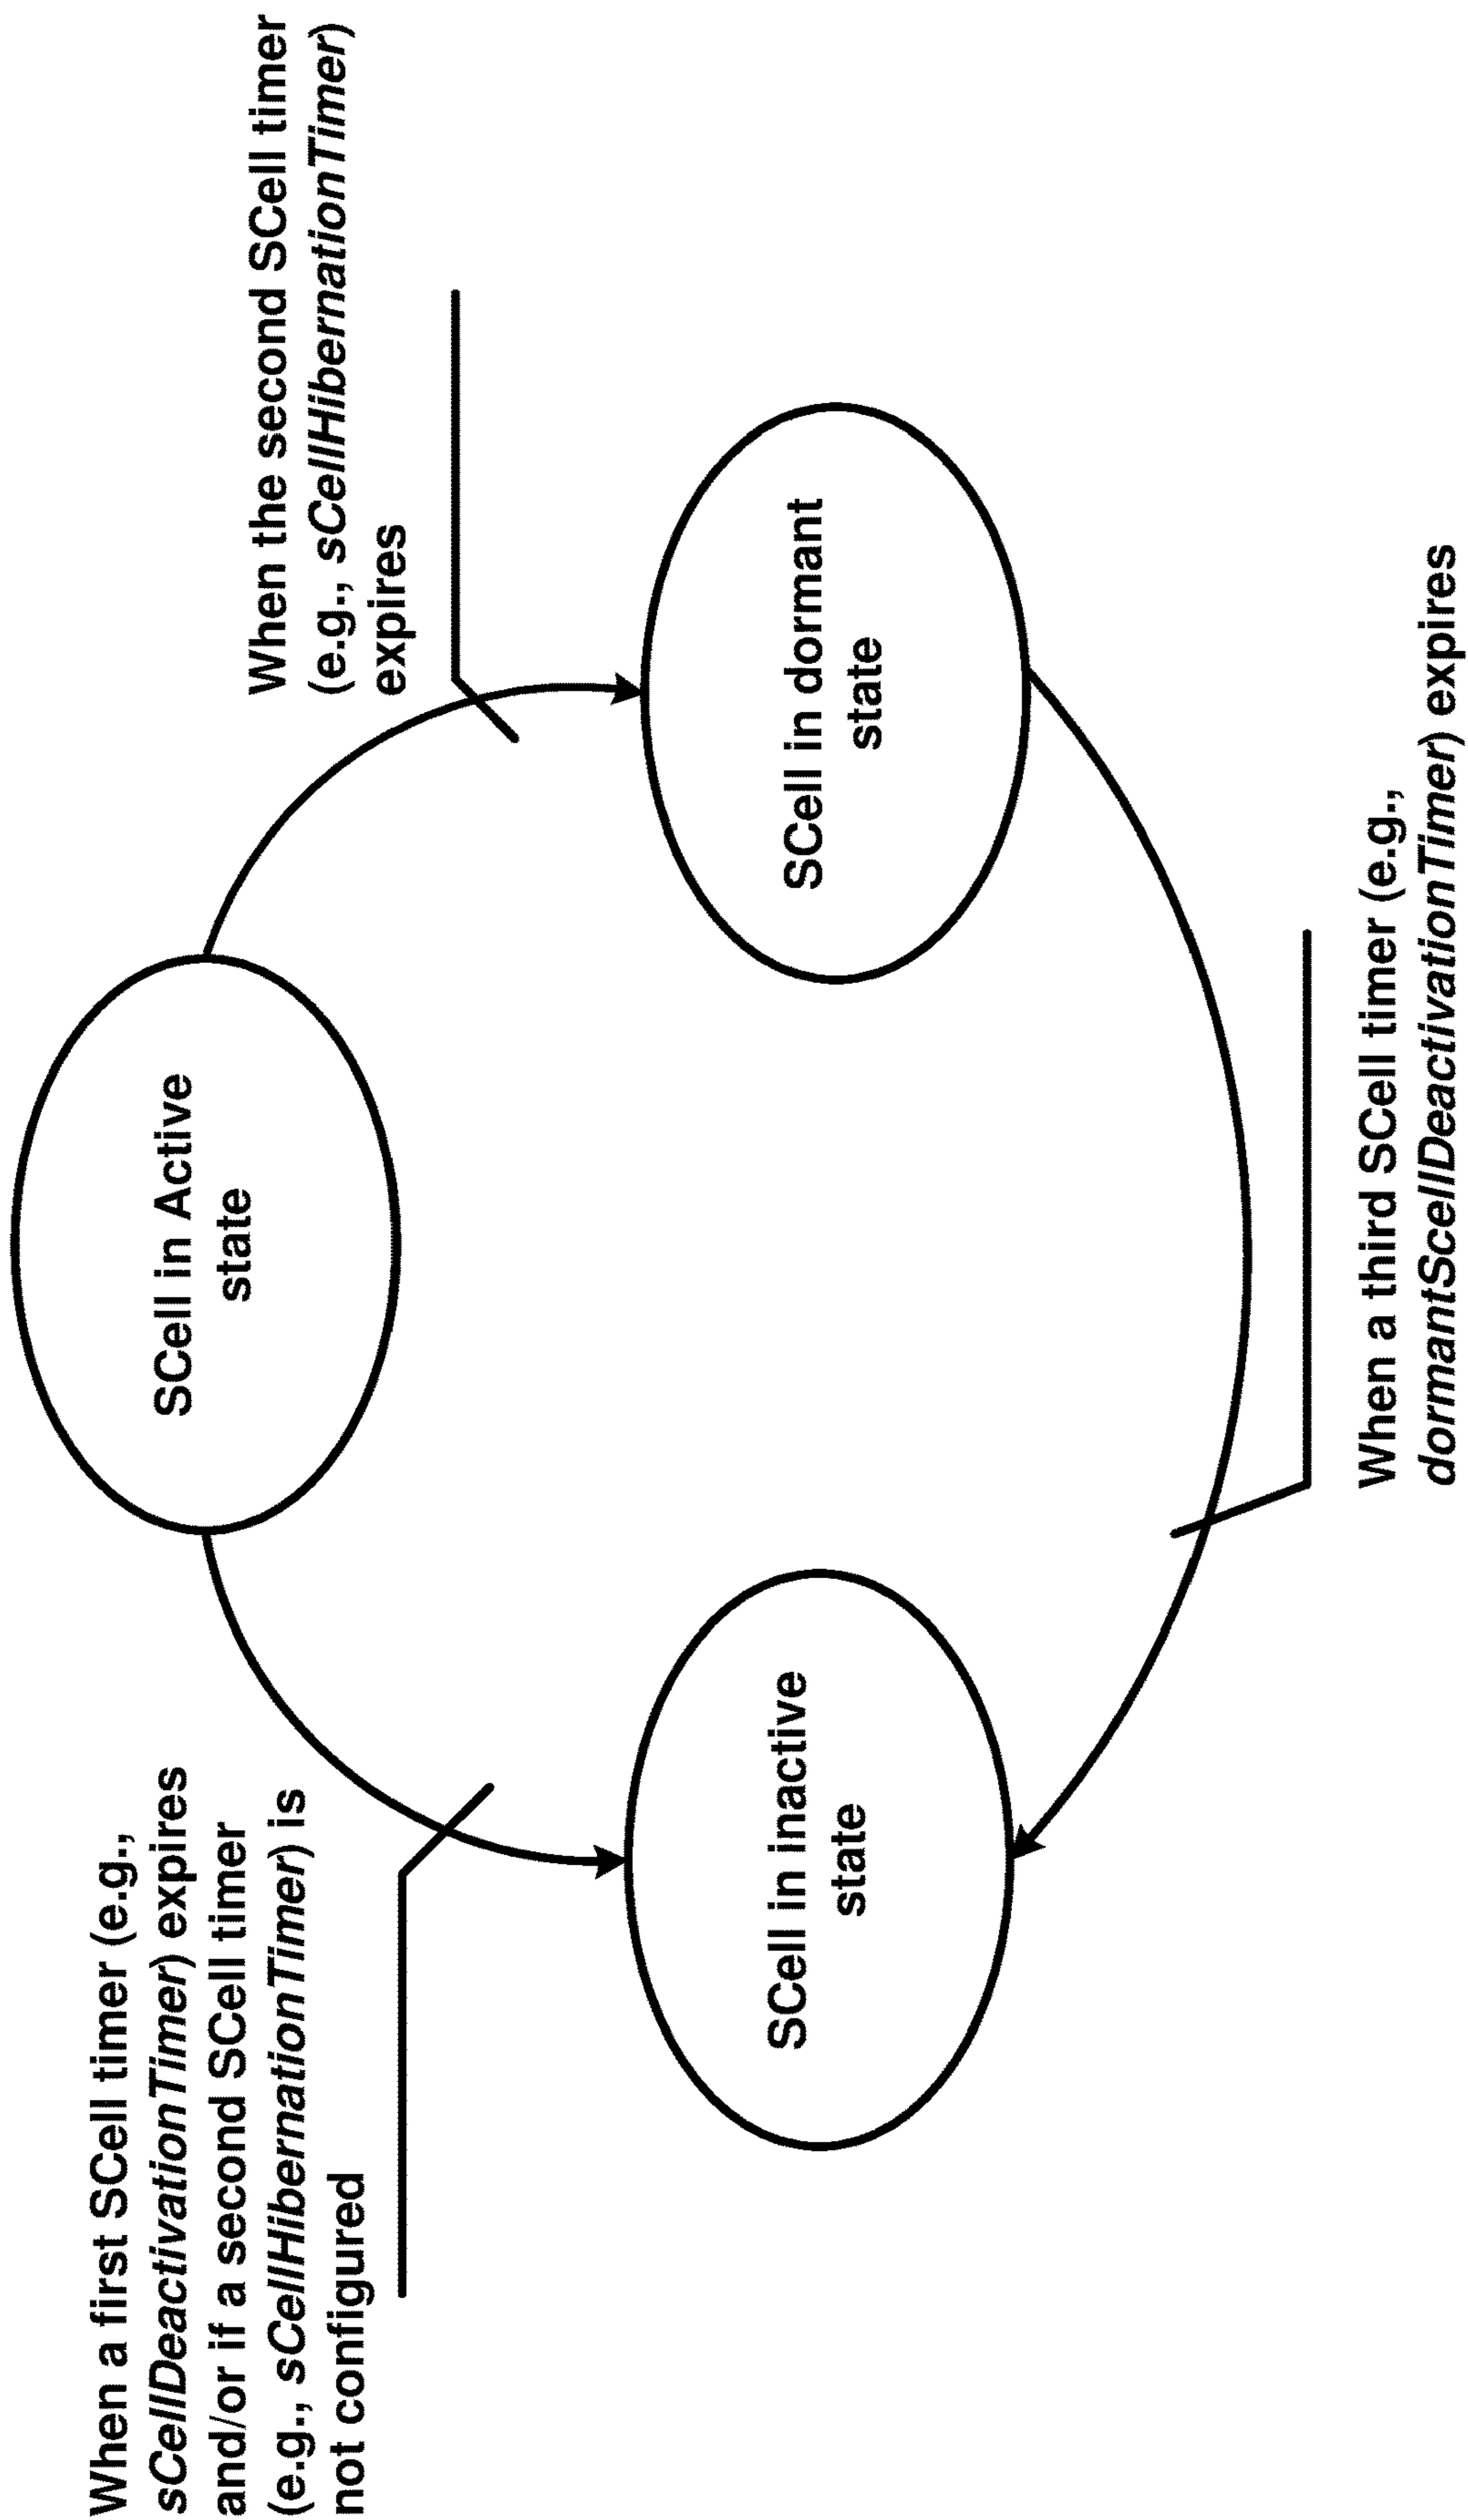 When a first SCell timer (e.g.,
sCellDeactivationTimer) expires
and/or if a second SCell timer
(e.g., sCellHibernationTimer) is
not configured
SCell in Active
state
When the second SCell timer
(e.g., sCellHibernationTimer)
expires
SCell in inactive
state
SCell in dormant
state
When a third SCell timer (e.g.,
dormantScellDeactivationTimer) expires